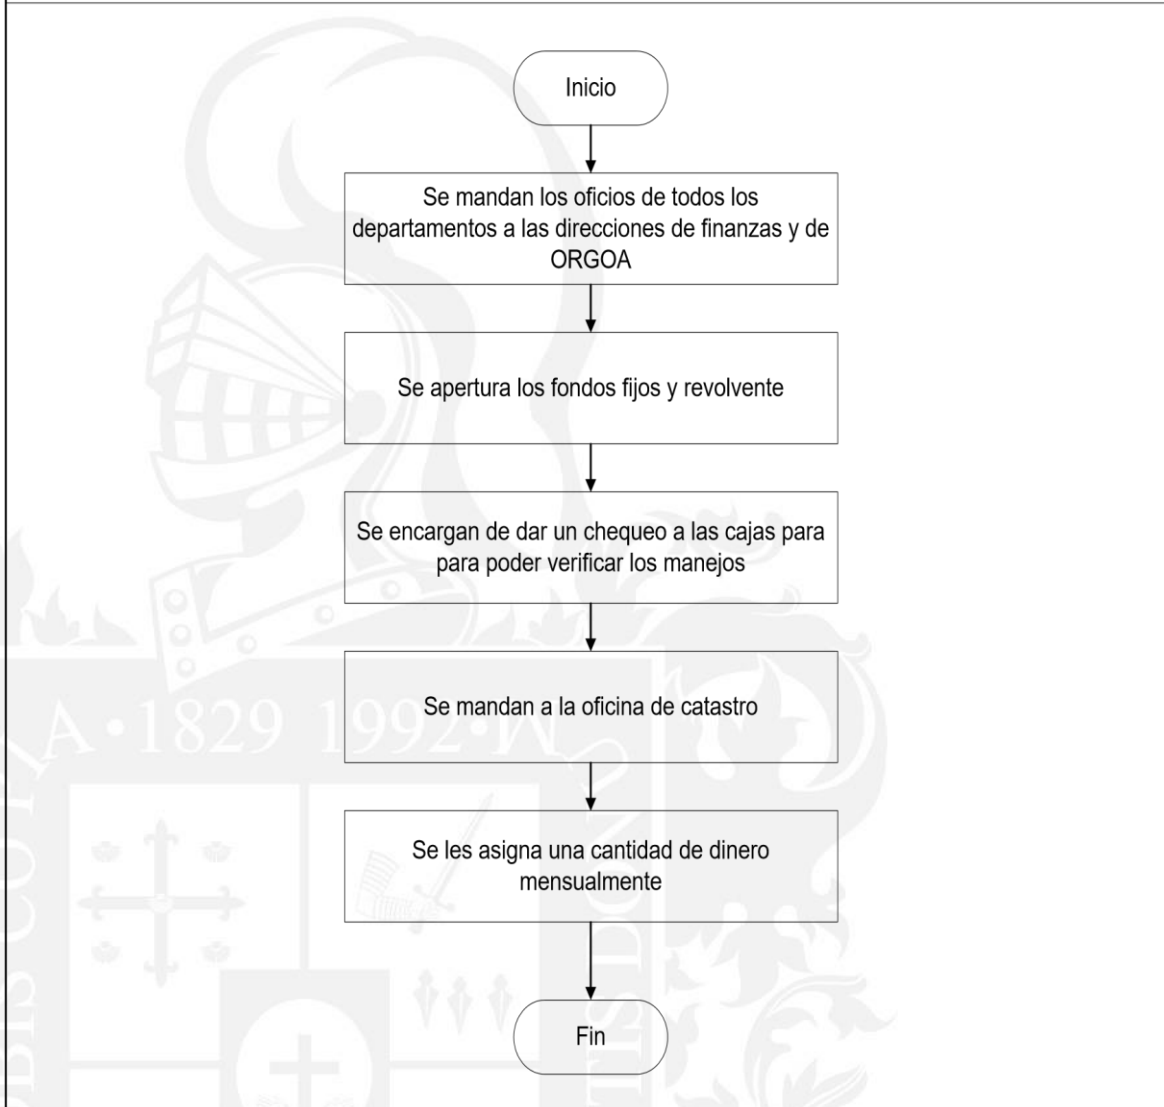 Inicio
Se mandan los oficios de todos los
departamentos a las direcciones de finanzas y de
ORGOA
Se apertura los fondos fijos y revolvente
Se encargan de dar un chequeo a las cajas para
para poder verificar los manejos
Se mandan a la oficina de catastro
A·1829 1992·M
Se les asigna una cantidad de dinero
mensualmente
Fin